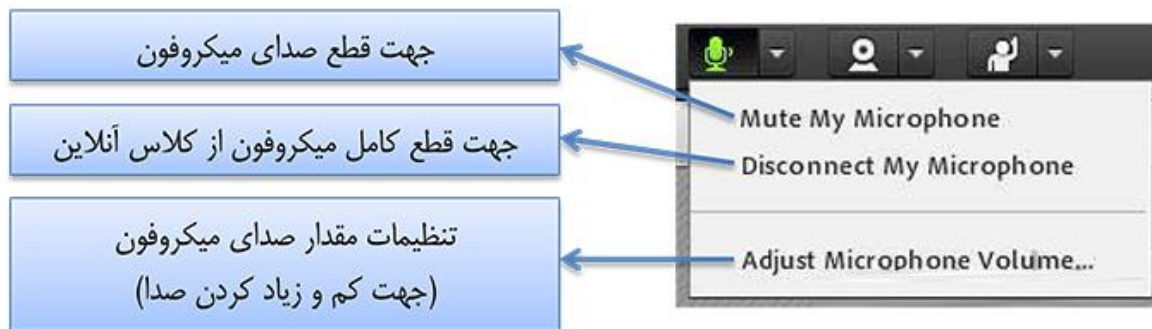 جهت قطع صدای میکروفون
جهت قطع کامل میکروفون از کلاس آنلاین
تنظیمات مقدار صدای میکروفون
(جهت کم و زیاد کردن صدا)
Mute My Microphone
Disconnect My Microphone
Adjust Microphone Volume...